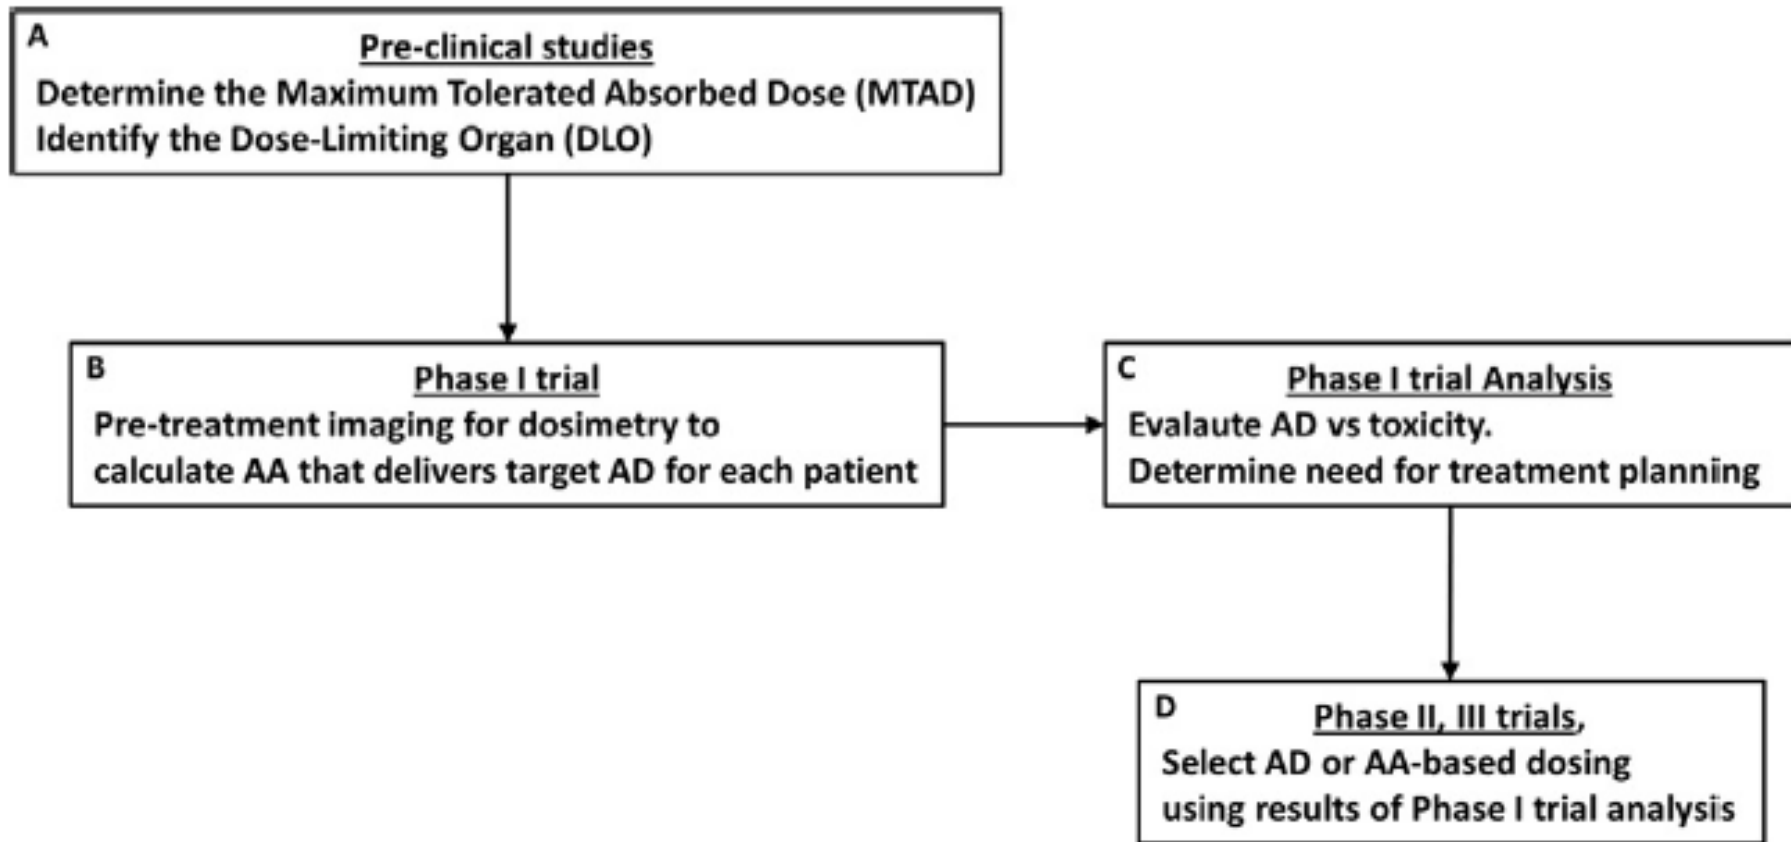 A
Pre-clinical studies
Determine the Maximum Tolerated Absorbed Dose (MTAD)
Identify the Dose-Limiting Organ (DLO)
B
Phase I trial
Pre-treatment imaging for dosimetry to
calculate AA that delivers target AD for each patient
C
Phase I trial Analysis
Evalaute AD vs toxicity.
Determine need for treatment planning
D
Phase II, III trials,
Select AD or AA-based dosing
using results of Phase I trial analysis